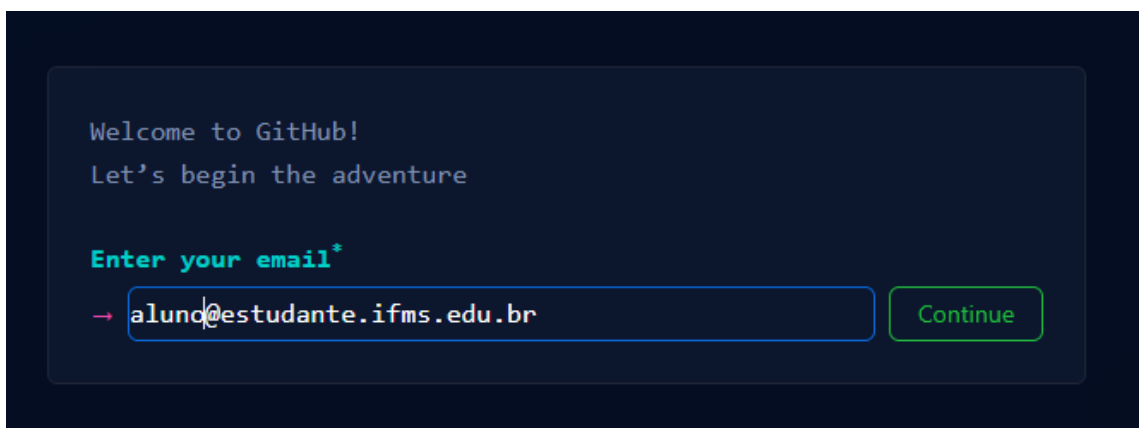 Welcome to GitHub!
Let’s begin the adventure
Enter your email*
→ aluno@estudante.ifms.edu.br Continue